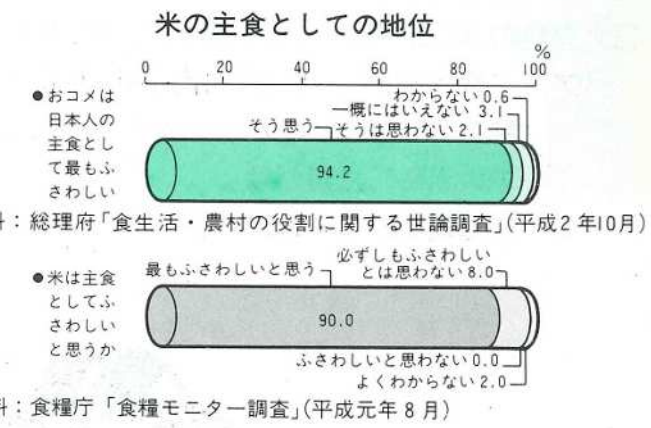 米の主食としての地位
%
0 20 40 60 80 100
●おコメは
日本人の
主食とし
て最もふ
さわしい
わからない 0.6
一概にはいえない 3.1
そう思う そうは思わない 2.1
94.2
料：総理府「食生活・農村の役割に関する世論調査」(平成2年10月)
●米は主食
としてふ
さわしい
と思うか
必ずしもふさわしい
最もふさわしいと思う とは思わない 8.0
90.0
ふさわしいと思わない 0.0
よくわからない 2.0
料：食糧庁「食糧モニター調査」(平成元年8月)